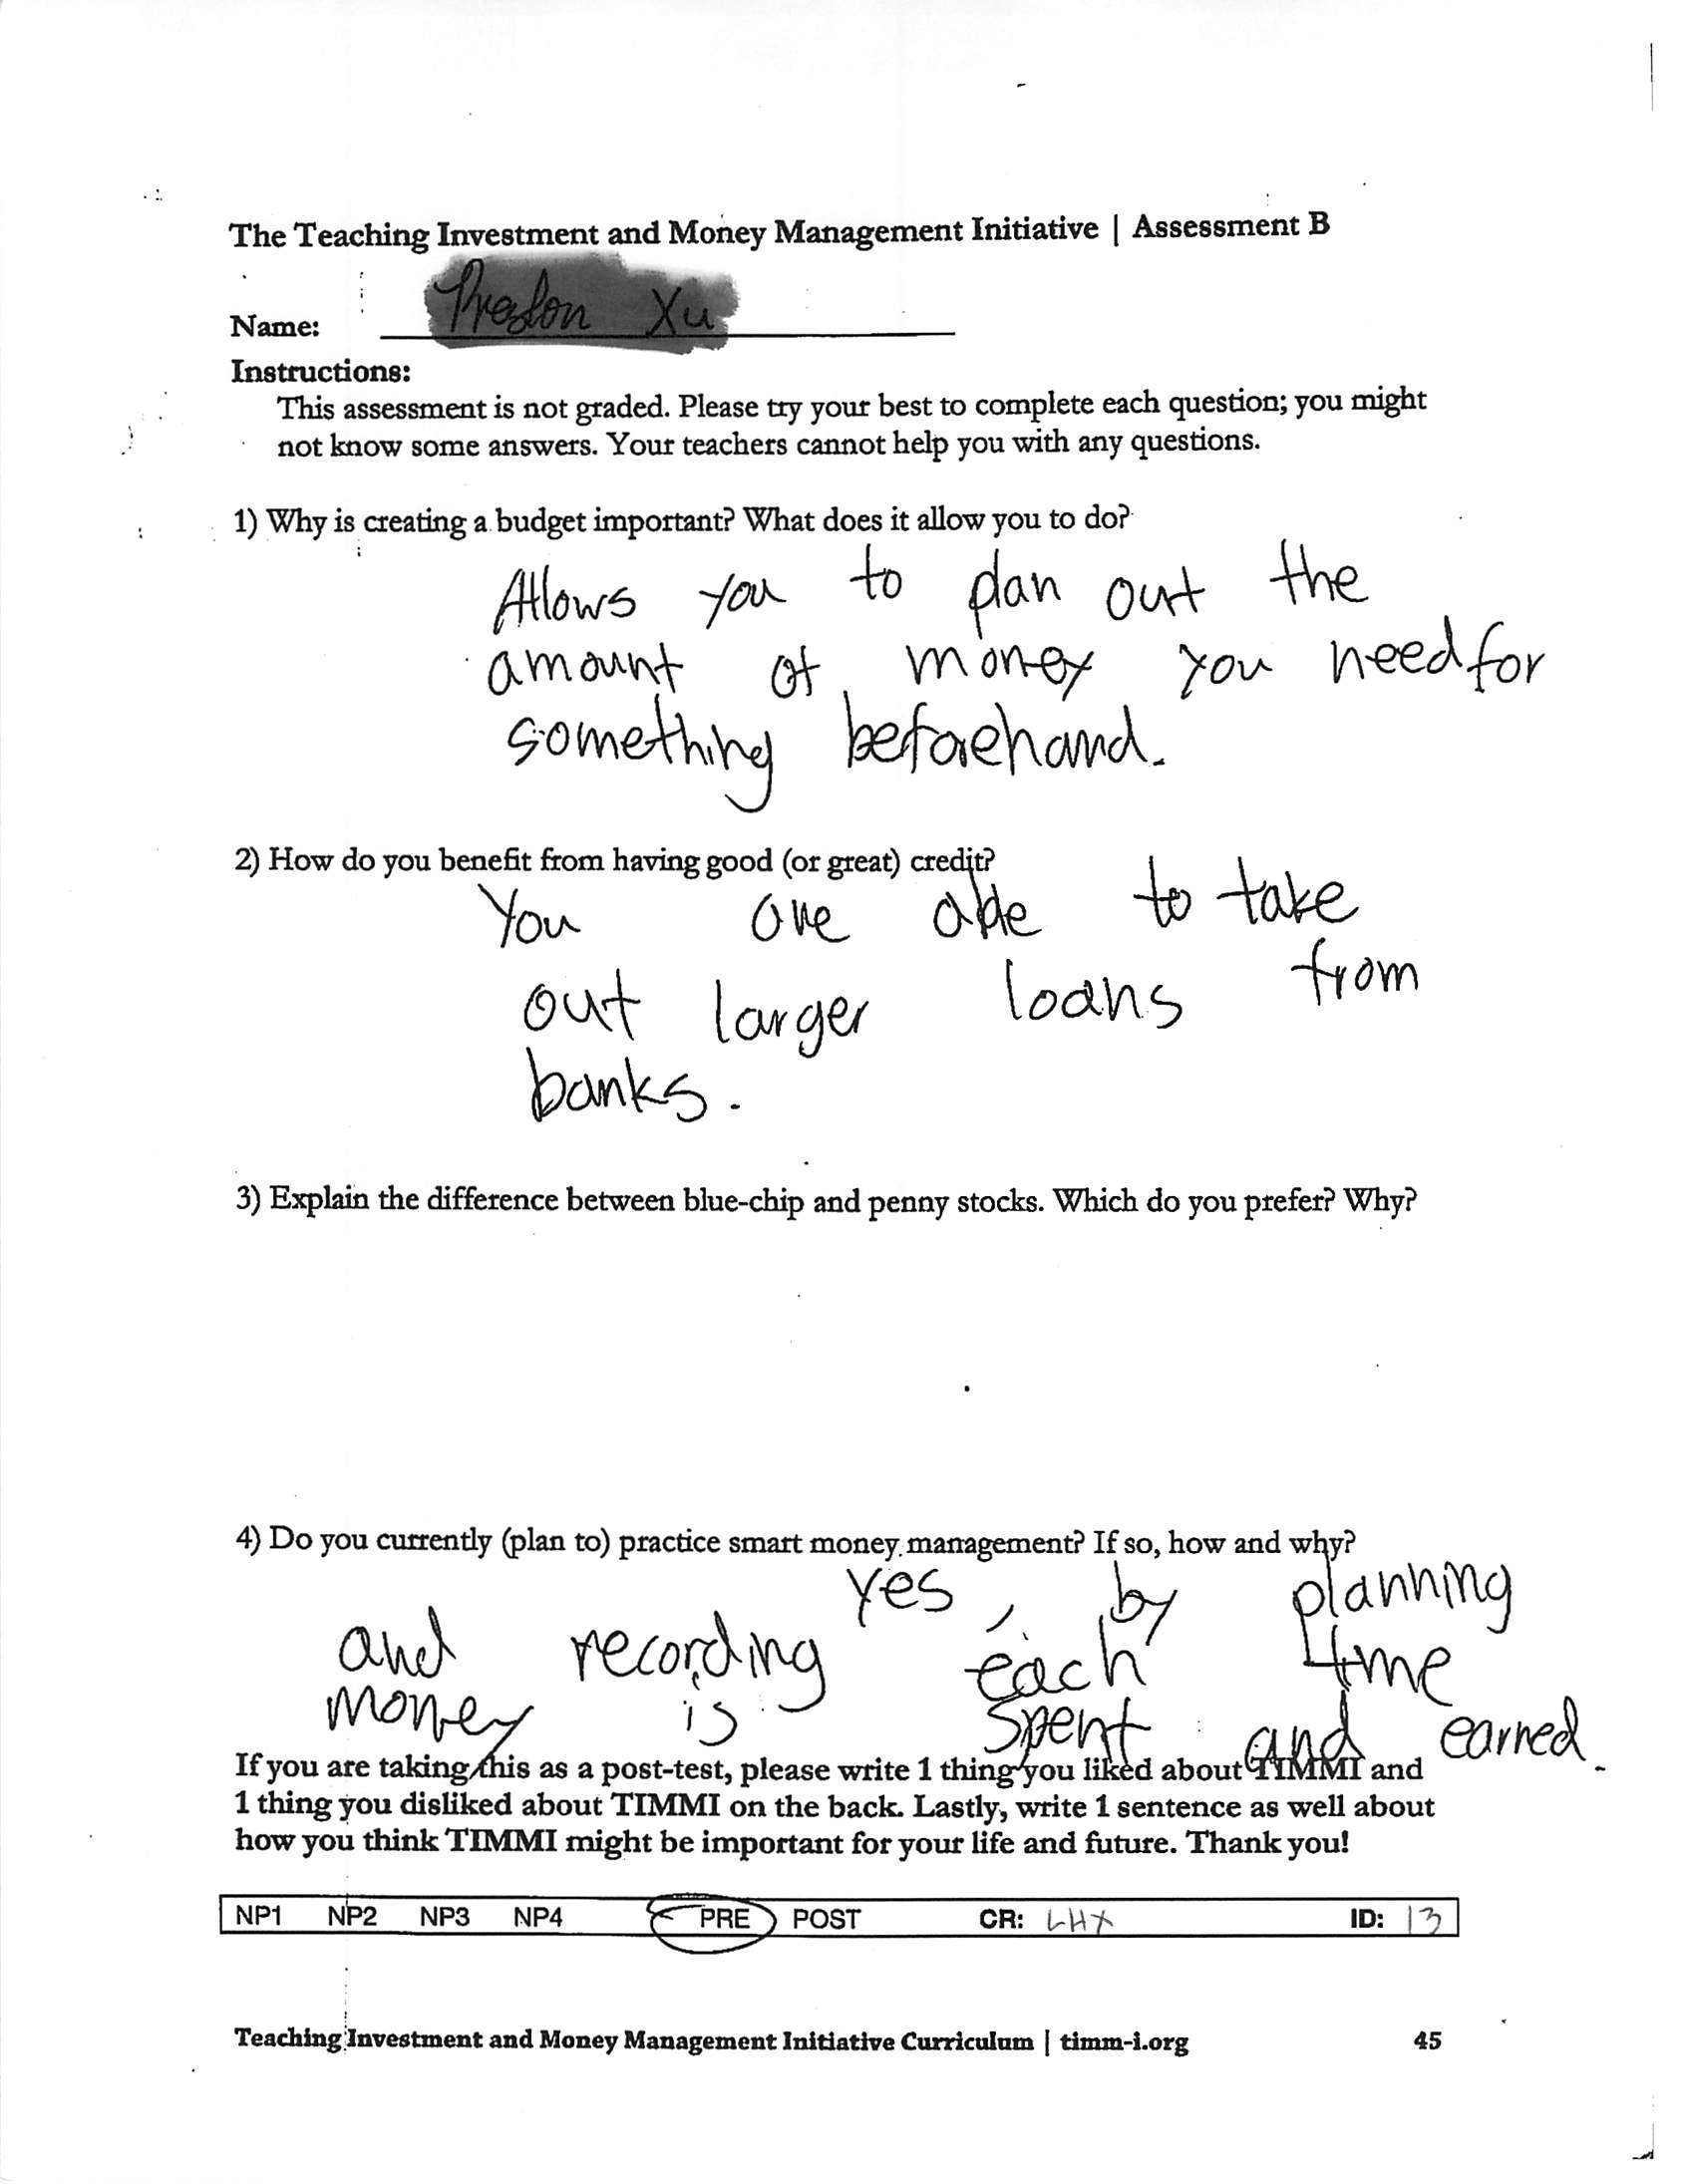 The Teaching Investment and Money Management Initiative | Assessment B
Name: Preston Xu
Instructions:
This assessment is not graded. Please try your best to complete each question; you might
not know some answers. Your teachers cannot help you with any questions.
1) Why is creating a budget important? What does it allow you to do?
Allows you to plan out the
amount of money you need for
something beforehand.
2) How do you benefit from having good (or great) credit?
You are able to take
out larger loans from
banks.
3) Explain the difference between blue-chip and penny stocks. Which do you prefer? Why?
4) Do you currently (plan to) practice smart money management? If so, how and why?
Yes, by planning
and recording each time
money is spent and earned.
If you are taking this as a post-test, please write 1 thing you liked about TIMMI and
1 thing you disliked about TIMMI on the back. Lastly, write 1 sentence as well about
how you think TIMMI might be important for your life and future. Thank you!
NP1 NP2 NP3 NP4 PRE POST CR: LHX ID: 13
Teaching Investment and Money Management Initiative Curriculum | timm-i.org 45